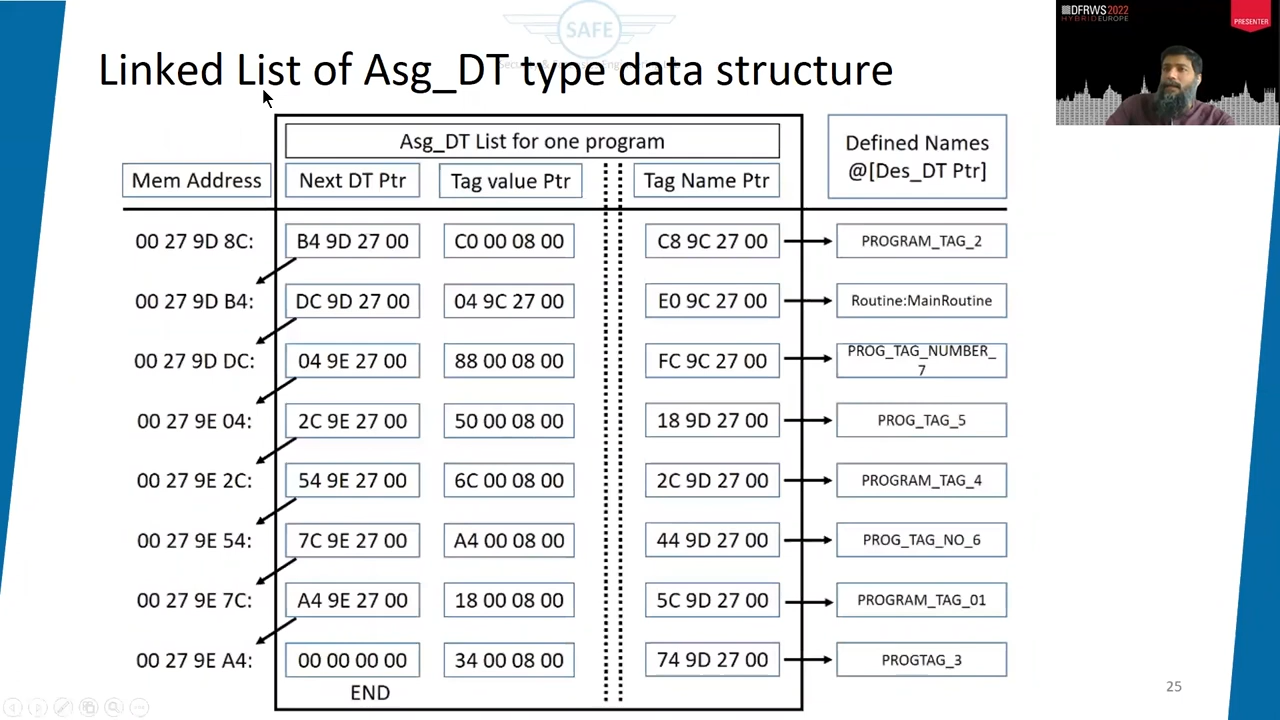 SAFE
DFRWS2022
HYBRID EUROPE
PRESENTER
Linked List of Asg_DT type data structure
Asg_DT List for one program
Defined Names
@[Des_DT Ptr]
Mem Address Next DT Ptr Tag value Ptr Tag Name Ptr
00 27 9D 8C: B4 9D 27 00 C0 00 08 00 C8 9C 27 00 PROGRAM_TAG_2
00 27 9D B4: DC 9D 27 00 04 9C 27 00 E0 9C 27 00 Routine:MainRoutine
00 27 9D DC: 04 9E 27 00 88 00 08 00 FC 9C 27 00 PROG_TAG_NUMBER_
7
00 27 9E 04: 2C 9E 27 00 50 00 08 00 18 9D 27 00 PROG_TAG_5
00 27 9E 2C: 54 9E 27 00 6C 00 08 00 2C 9D 27 00 PROGRAM_TAG_4
00 27 9E 54: 7C 9E 27 00 A4 00 08 00 44 9D 27 00 PROG_TAG_NO_6
00 27 9E 7C: A4 9E 27 00 18 00 08 00 5C 9D 27 00 PROGRAM_TAG_01
00 27 9E A4: 00 00 00 00 34 00 08 00 74 9D 27 00 PROGTAG_3
END
25